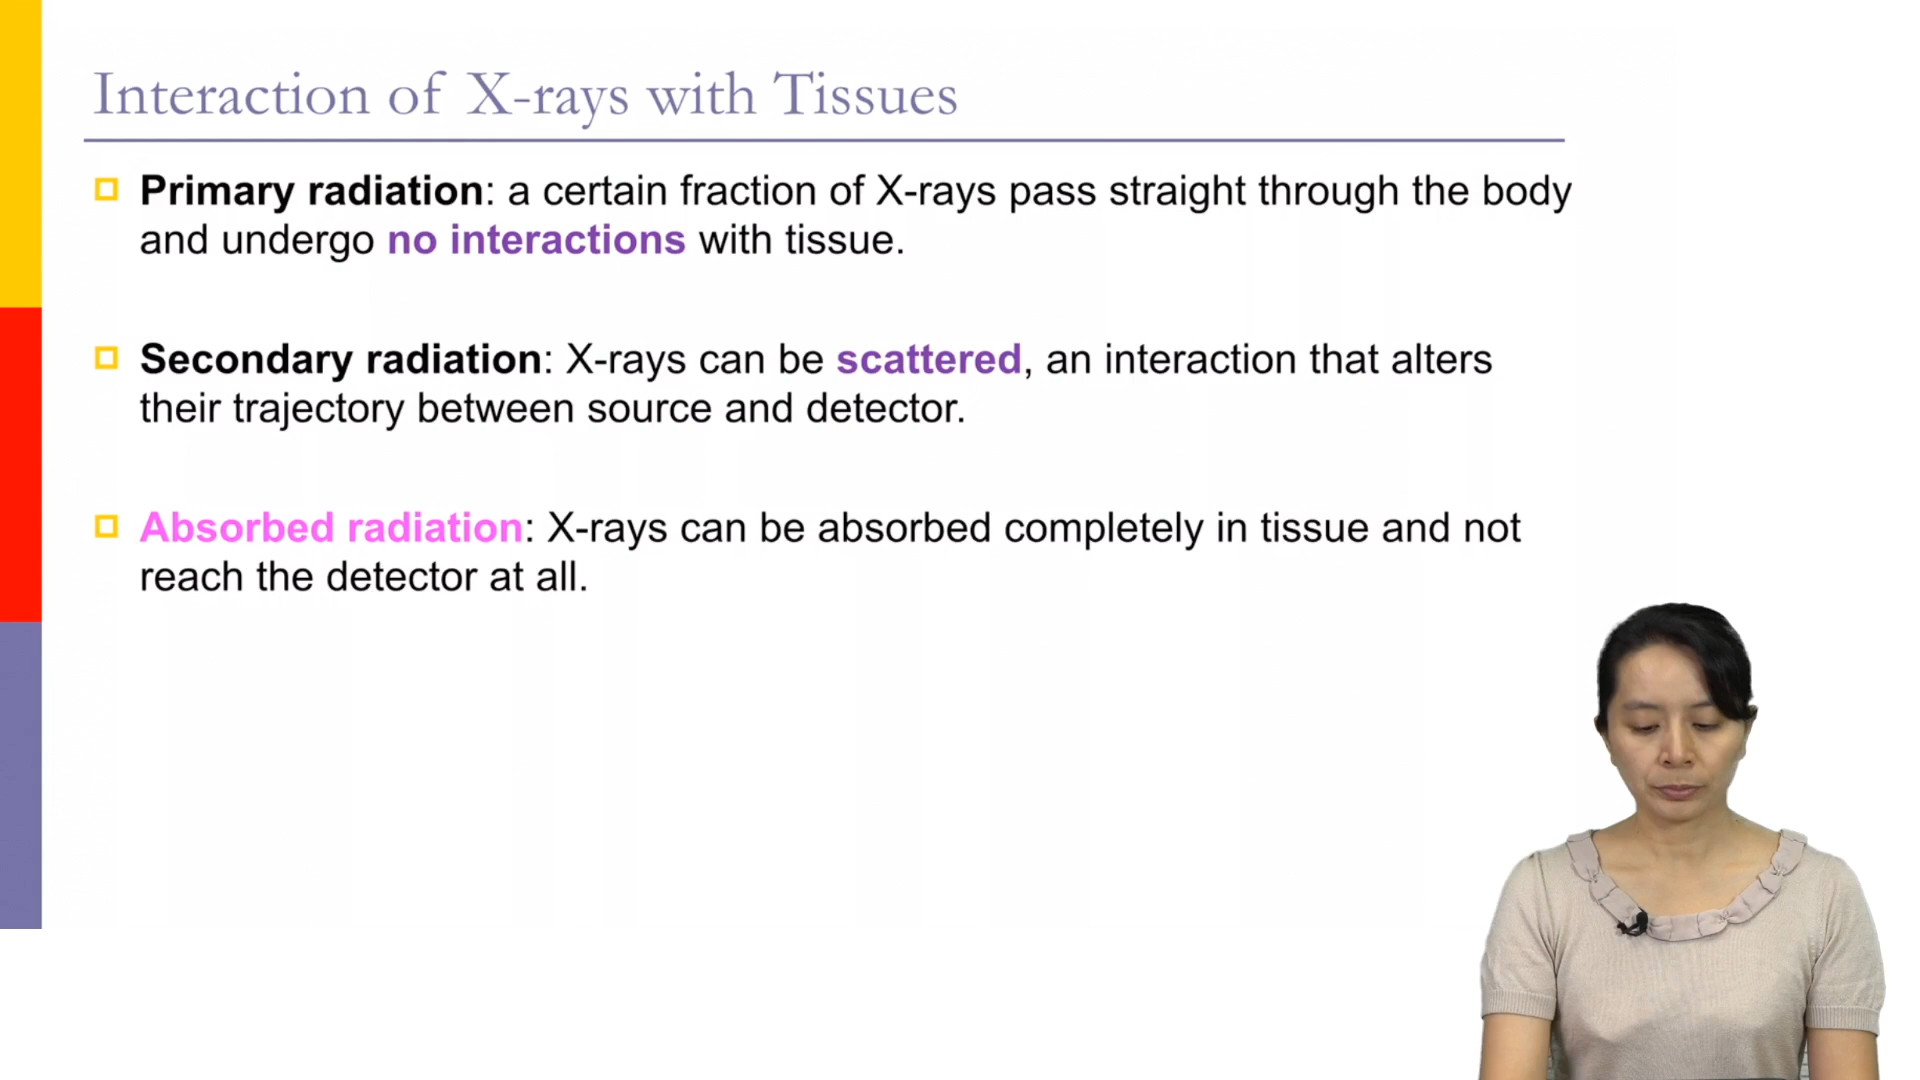 Interaction of X-rays with Tissues
Primary radiation: a certain fraction of X-rays pass straight through the body
and undergo no interactions with tissue.
Secondary radiation: X-rays can be scattered, an interaction that alters
their trajectory between source and detector.
Absorbed radiation: X-rays can be absorbed completely in tissue and not
reach the detector at all.